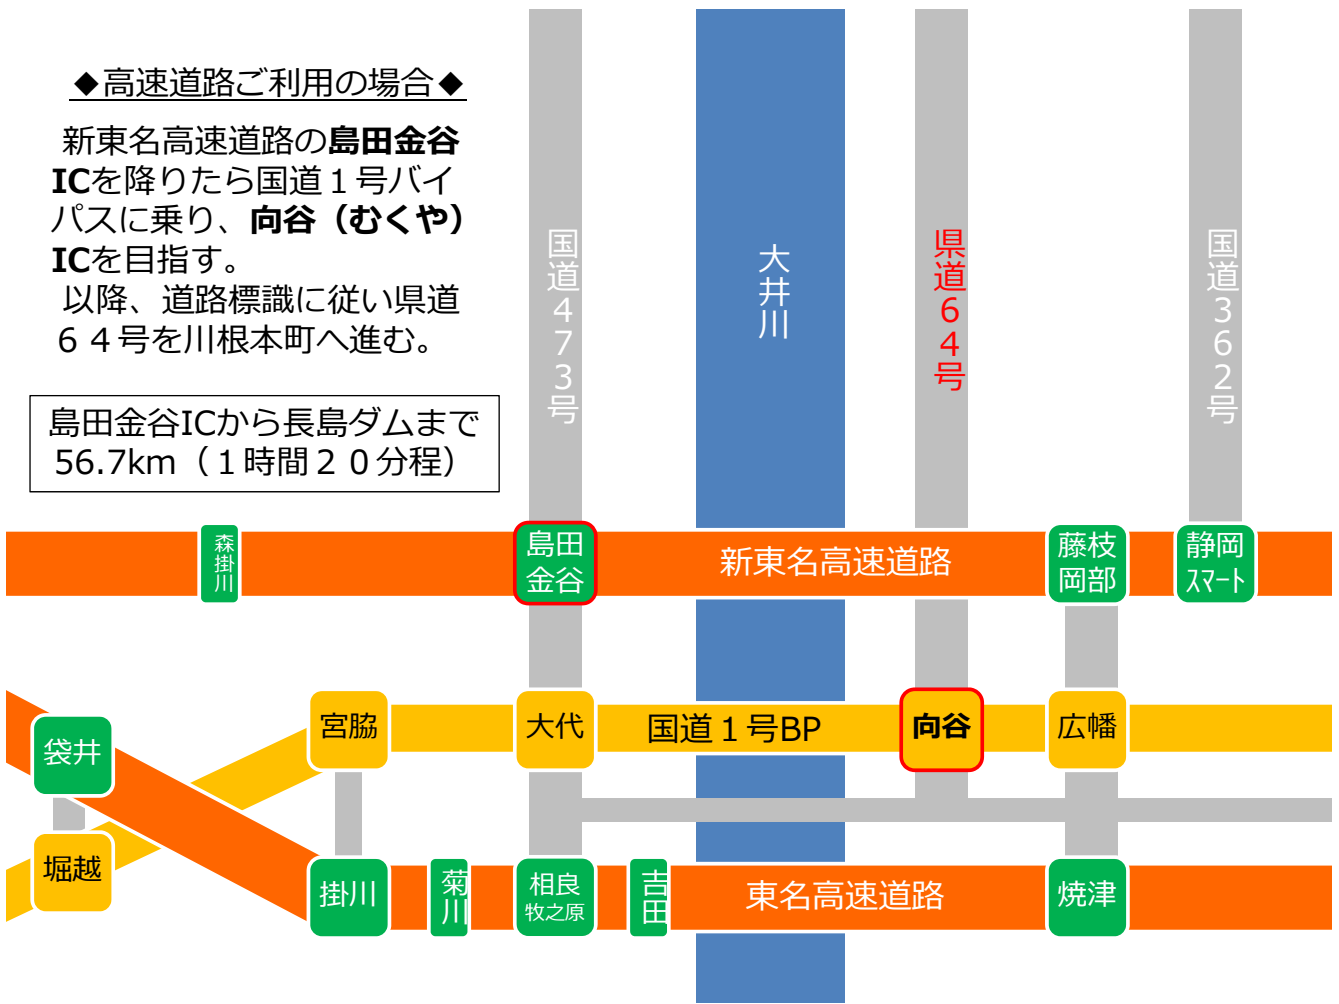 ◆高速道路ご利用の場合◆
新東名高速道路の島田金谷
ICを降りたら国道１号バイ
パスに乗り、向谷（むくや）
ICを目指す。
以降、道路標識に従い県道
６４号を川根本町へ進む。
島田金谷ICから長島ダムまで
56.7km（１時間２０分程）
国道４７３号
大井川
県道６４号
国道３６２号
森掛川
島田
金谷
新東名高速道路
藤枝
岡部
静岡
スマート
袋井
宮脇
大代
国道１号BP
向谷
広幡
堀越
掛川
菊川
相良
牧之原
吉田
東名高速道路
焼津